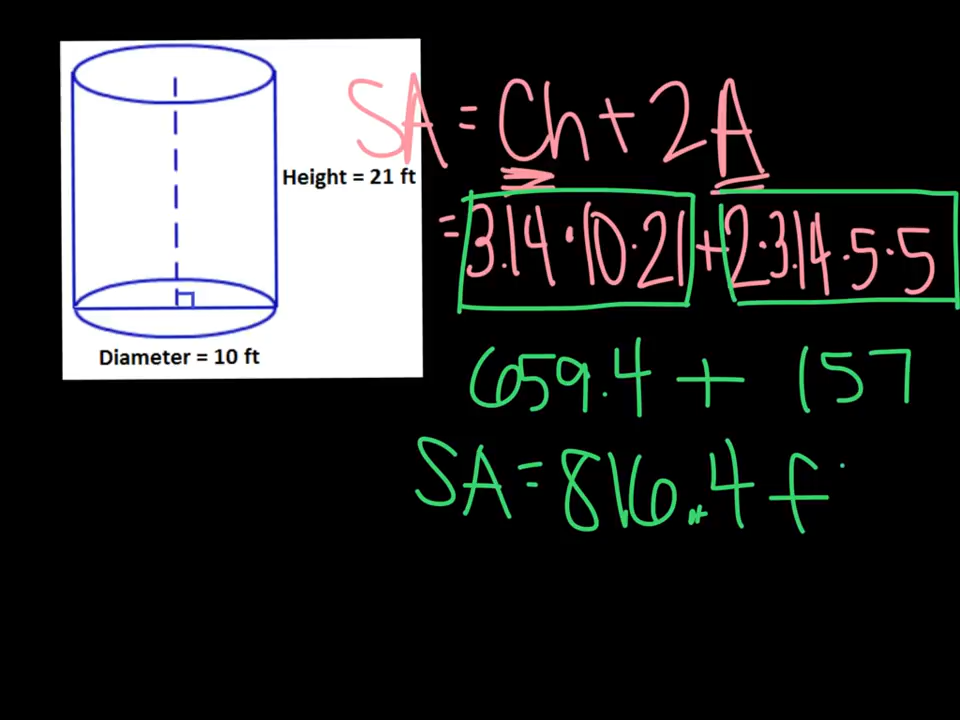 SA = Ch + 2A
Height = 21 ft
= 3.14 · 10 · 21 + 2 · 3.14 · 5 · 5
Diameter = 10 ft
659.4 + 157
SA = 816.4 f